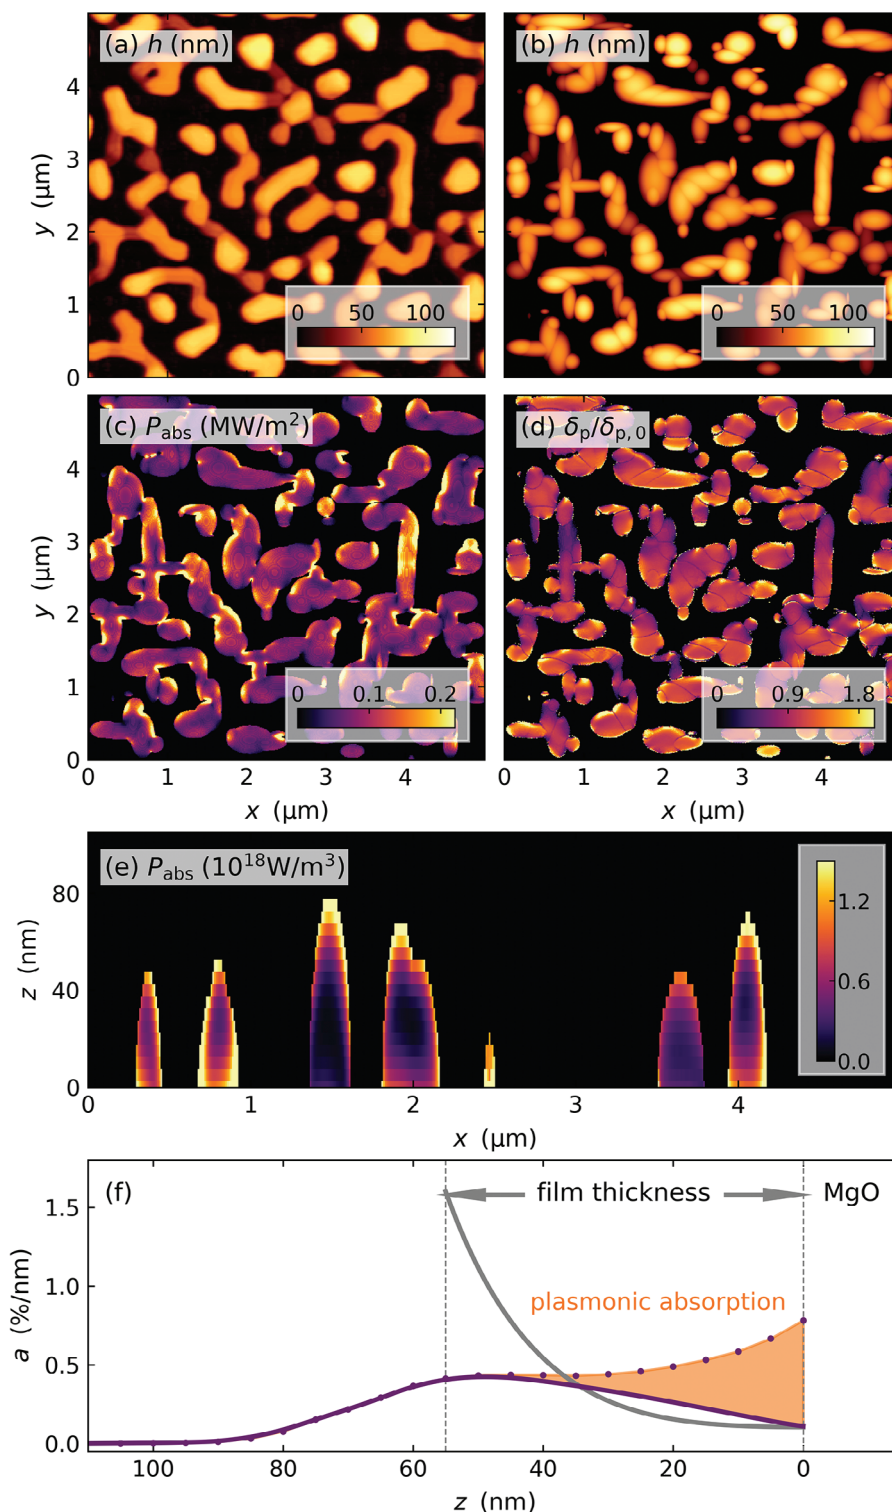 (a) h (nm)
(b) h (nm)
4
3
2
1
0
y (μm)
0 50 100
0 50 100
(c) Pabs (MW/m²)
(d) δp/δp,0
4
3
2
1
0
y (μm)
0 0.1 0.2
0 0.9 1.8
0 1 2 3 4
0 1 2 3 4
x (μm)
x (μm)
(e) Pabs (10¹⁸W/m³)
80
40
0
z (nm)
1.2
0.6
0.0
0 1 2 3 4
x (μm)
(f)
film thickness
MgO
plasmonic absorption
1.5
1.0
0.5
0.0
a (%/nm)
100 80 60 40 20 0
z (nm)